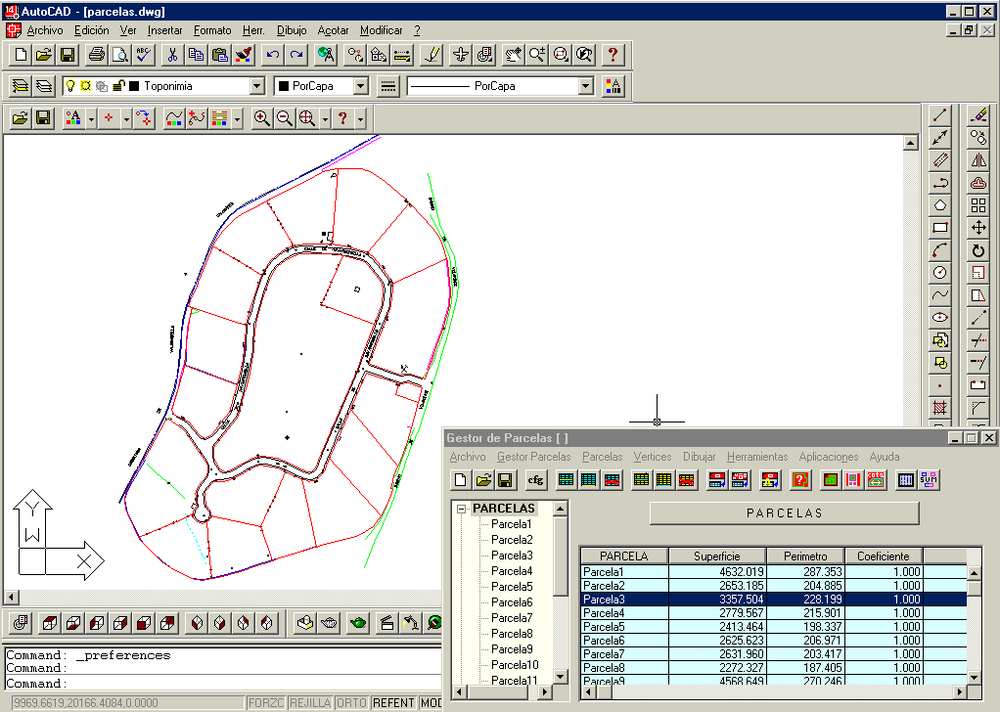 AutoCAD - [parcelas.dwg]
Archivo Edición Ver Insertar Formato Herr. Dibujo Acotar Modificar ?
Toponimia PorCapa PorCapa
Gestor de Parcelas [ ]
Archivo Gestor Parcelas Parcelas Vertices Dibujar Herramientas Aplicaciones Ayuda
cfg SUM
PARCELAS
Parcela1
Parcela2
Parcela3
Parcela4
Parcela5
Parcela6
Parcela7
Parcela8
Parcela9
Parcela10
Parcela11
PARCELAS
PARCELA Superficie Perimetro Coeficiente
Parcela1 4632.019 287.353 1.000
Parcela2 2653.185 204.885 1.000
Parcela3 3357.504 228.199 1.000
Parcela4 2779.567 215.901 1.000
Parcela5 2413.464 198.337 1.000
Parcela6 2625.623 206.971 1.000
Parcela7 2631.960 203.417 1.000
Parcela8 2272.327 187.405 1.000
Parcela9 4568.649 270.246 1.000
Y
W
X
Command: _preferences
Command:
Command:
9969.6619,20166.4084,0.0000 FORZC REJILLA ORTO REFENT MOD